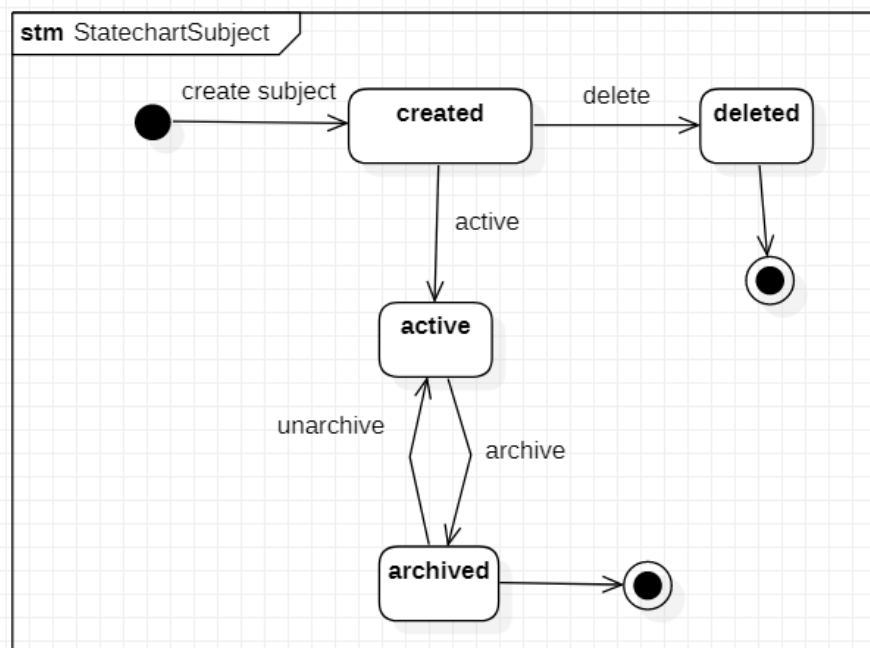 stm StatechartSubject
create subject
created
delete
deleted
active
active
unarchive
archive
archived